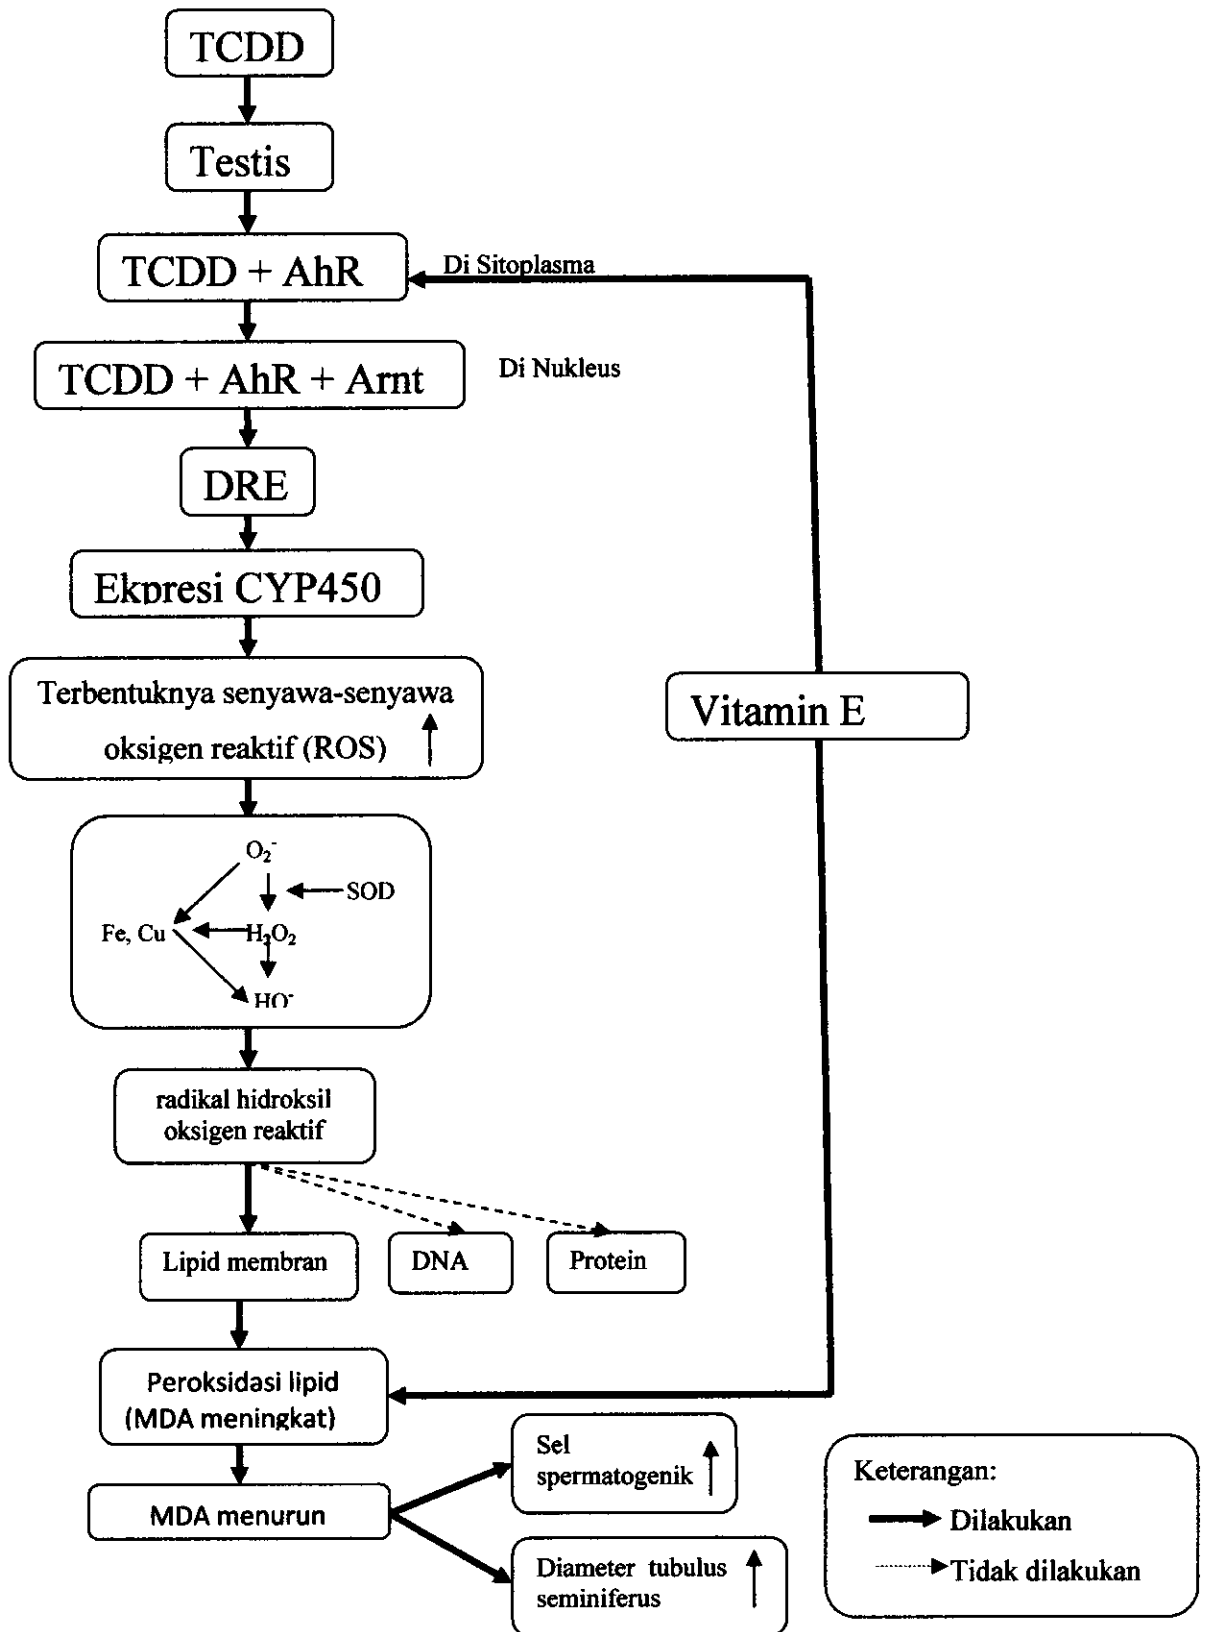 TCDD
Testis
TCDD + AhR
Di Sitoplasma
TCDD + AhR + Arnt
Di Nukleus
DRE
Ekpresi CYP450
Terbentuknya senyawa-senyawa
oksigen reaktif (ROS)
Vitamin E
O₂⁻
SOD
Fe, Cu
H₂O₂
HO⁻
radikal hidroksil
oksigen reaktif
Lipid membran
DNA
Protein
Peroksidasi lipid
(MDA meningkat)
MDA menurun
Sel
spermatogenik
Diameter tubulus
seminiferus
Keterangan:
Dilakukan
Tidak dilakukan